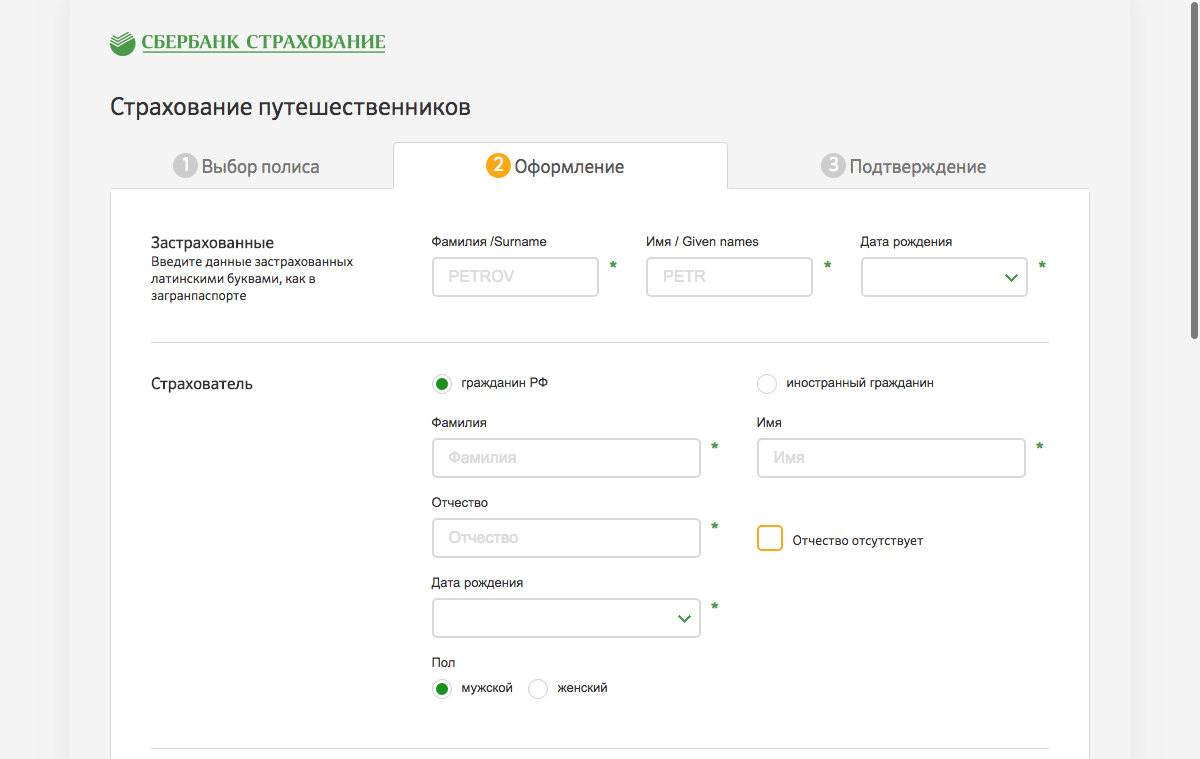 СБЕРБАНК СТРАХОВАНИЕ
Страхование путешественников
1 Выбор полиса
2 Оформление
3 Подтверждение
Застрахованные
Введите данные застрахованных
латинскими буквами, как в
загранпаспорте
Фамилия /Surname
Имя / Given names
Дата рождения
PETROV *
PETR *
*
Страхователь
гражданин РФ
иностранный гражданин
Фамилия
Имя
Фамилия *
Имя *
Отчество
Отчество *
Отчество отсутствует
Дата рождения
*
Пол
мужской
женский